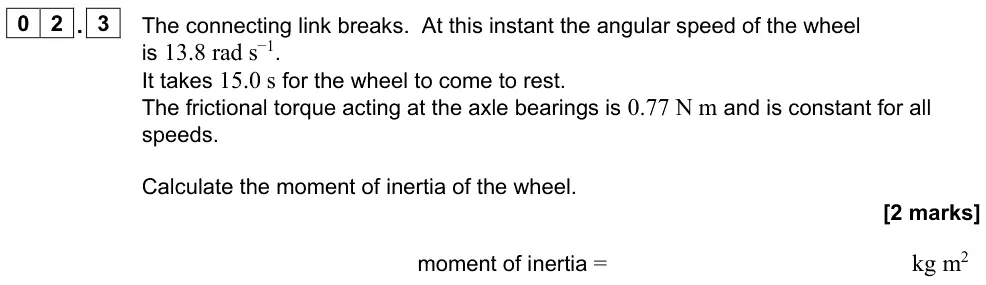 0 2 . 3 The connecting link breaks. At this instant the angular speed of the wheel
is 13.8 rad s⁻¹.
It takes 15.0 s for the wheel to come to rest.
The frictional torque acting at the axle bearings is 0.77 N m and is constant for all
speeds.
Calculate the moment of inertia of the wheel.
[2 marks]
moment of inertia = kg m²